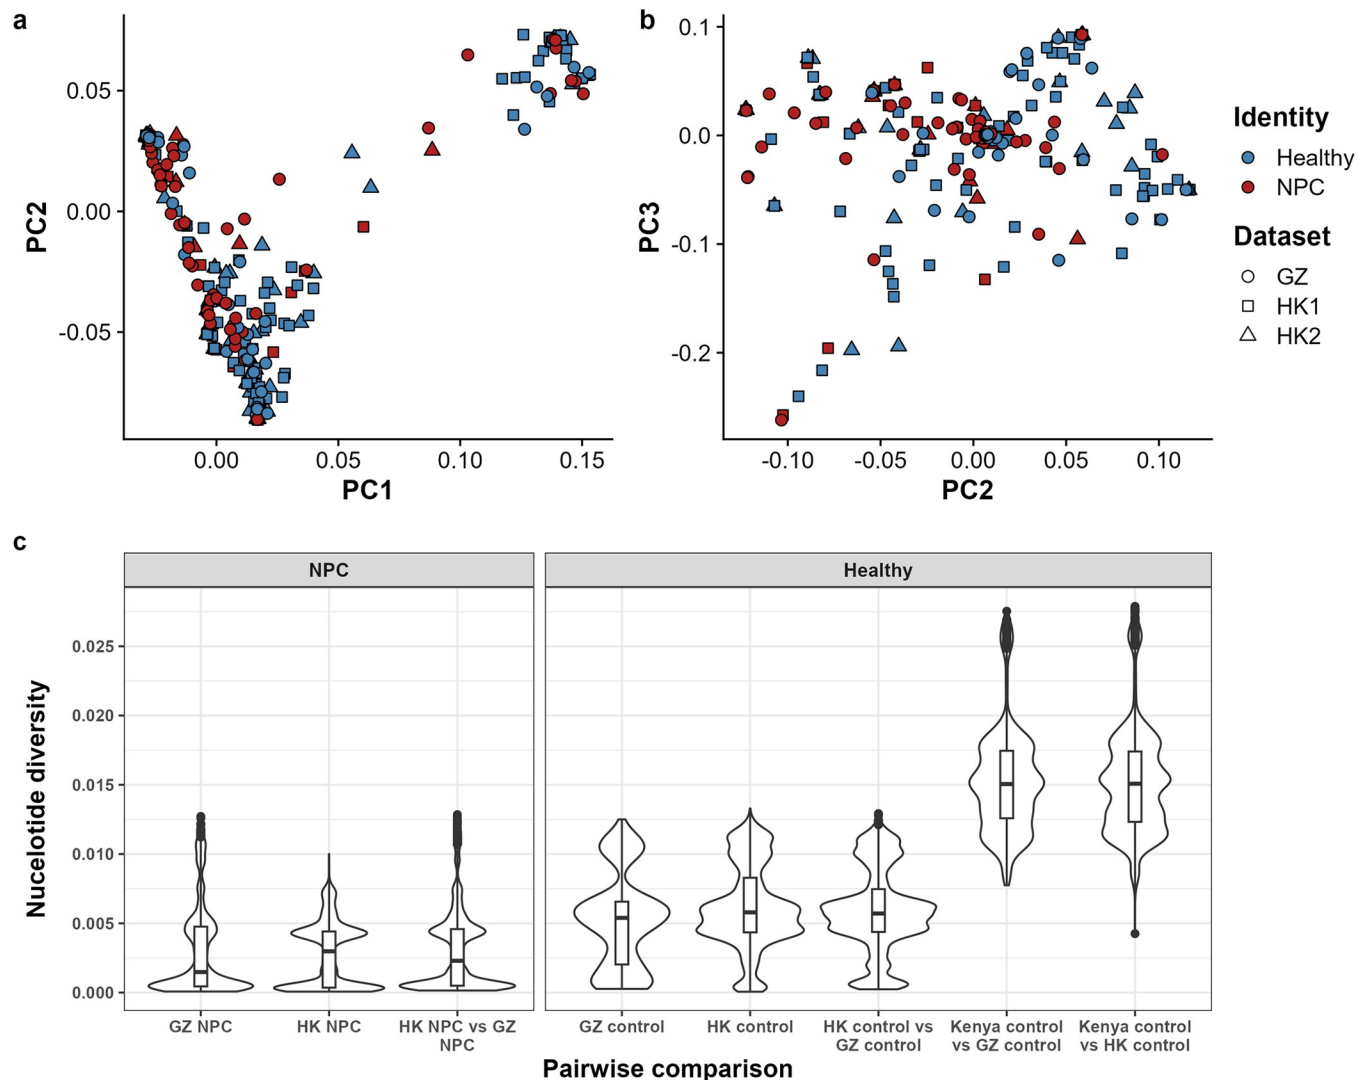 a
b
0.05
0.00
-0.05
PC2
0.00 0.05 0.10 0.15
PC1
0.1
0.0
-0.1
-0.2
PC3
-0.10 -0.05 0.00 0.05 0.10
PC2
Identity
Healthy
NPC
Dataset
GZ
HK1
HK2
c
NPC
Healthy
0.025
0.020
0.015
0.010
0.005
0.000
Nucelotide diversity
GZ NPC
HK NPC
HK NPC vs GZ
NPC
GZ control
HK control
HK control vs
GZ control
Kenya control
vs GZ control
Kenya control
vs HK control
Pairwise comparison